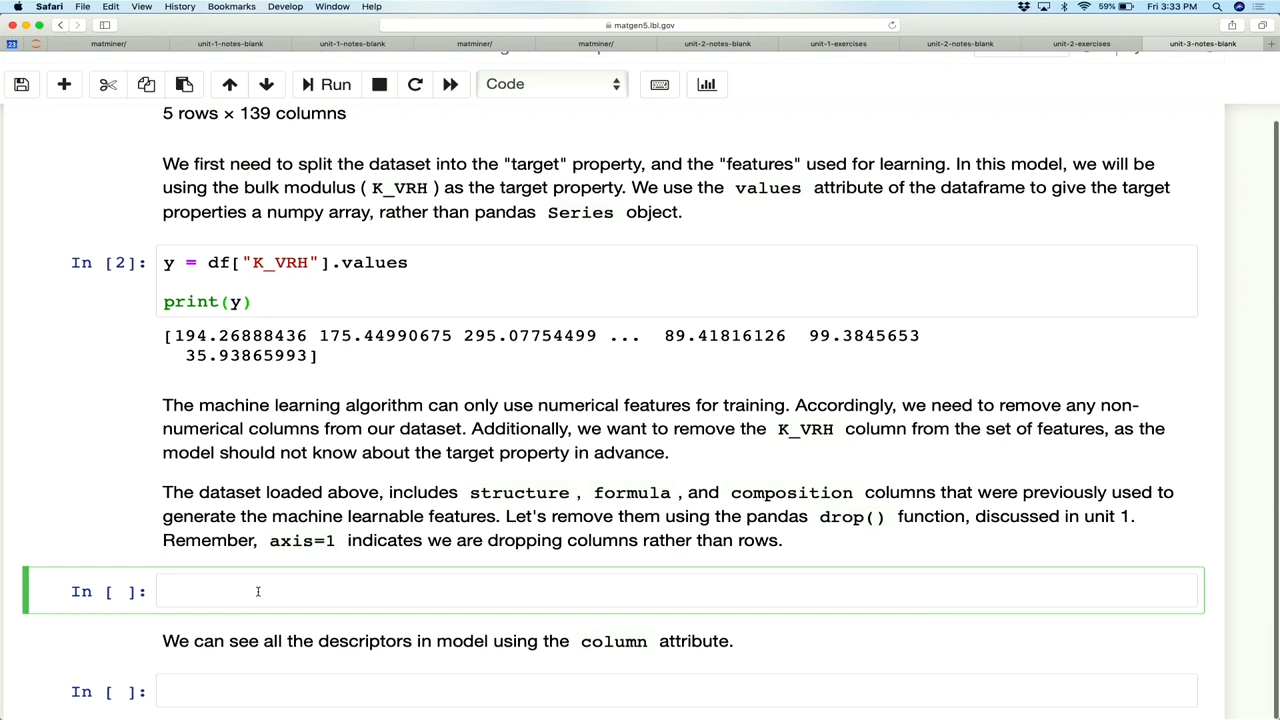 Safari File Edit View History Bookmarks Develop Window Help 59% Fri 3:33 PM
matgen5.lbl.gov
23 matminer/ unit-1-notes-blank unit-1-notes-blank matminer/ matminer/ unit-2-notes-blank unit-1-exercises unit-2-notes-blank unit-2-exercises unit-3-notes-blank
Run Code
5 rows × 139 columns
We first need to split the dataset into the "target" property, and the "features" used for learning. In this model, we will be
using the bulk modulus ( K_VRH ) as the target property. We use the values attribute of the dataframe to give the target
properties a numpy array, rather than pandas Series object.
In [2]: y = df["K_VRH"].values
print(y)
[194.26888436 175.44990675 295.07754499 ... 89.41816126 99.3845653
35.93865993]
The machine learning algorithm can only use numerical features for training. Accordingly, we need to remove any non-
numerical columns from our dataset. Additionally, we want to remove the K_VRH column from the set of features, as the
model should not know about the target property in advance.
The dataset loaded above, includes structure , formula , and composition columns that were previously used to
generate the machine learnable features. Let's remove them using the pandas drop() function, discussed in unit 1.
Remember, axis=1 indicates we are dropping columns rather than rows.
In [ ]:
We can see all the descriptors in model using the column attribute.
In [ ]: